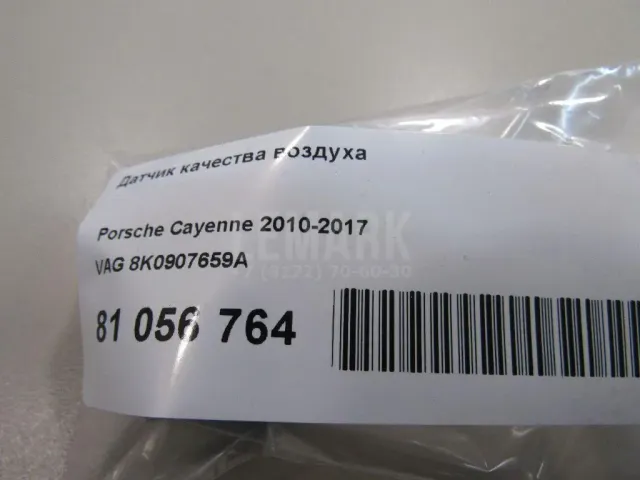 Датчик качества воздуха
Porsche Cayenne 2010-2017
VAG 8K0907659A
81 056 764